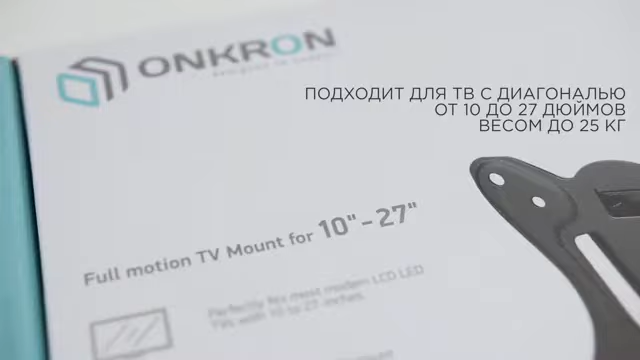 ONKRON
ПОДХОДИТ ДЛЯ ТВ С ДИАГОНАЛЬЮ
ОТ 10 ДО 27 ДЮЙМОВ
ВЕСОМ ДО 25 КГ
Full motion TV Mount for 10" - 27"
Perfectly fits most modern LCD LED
TVs with 10 to 27 inches